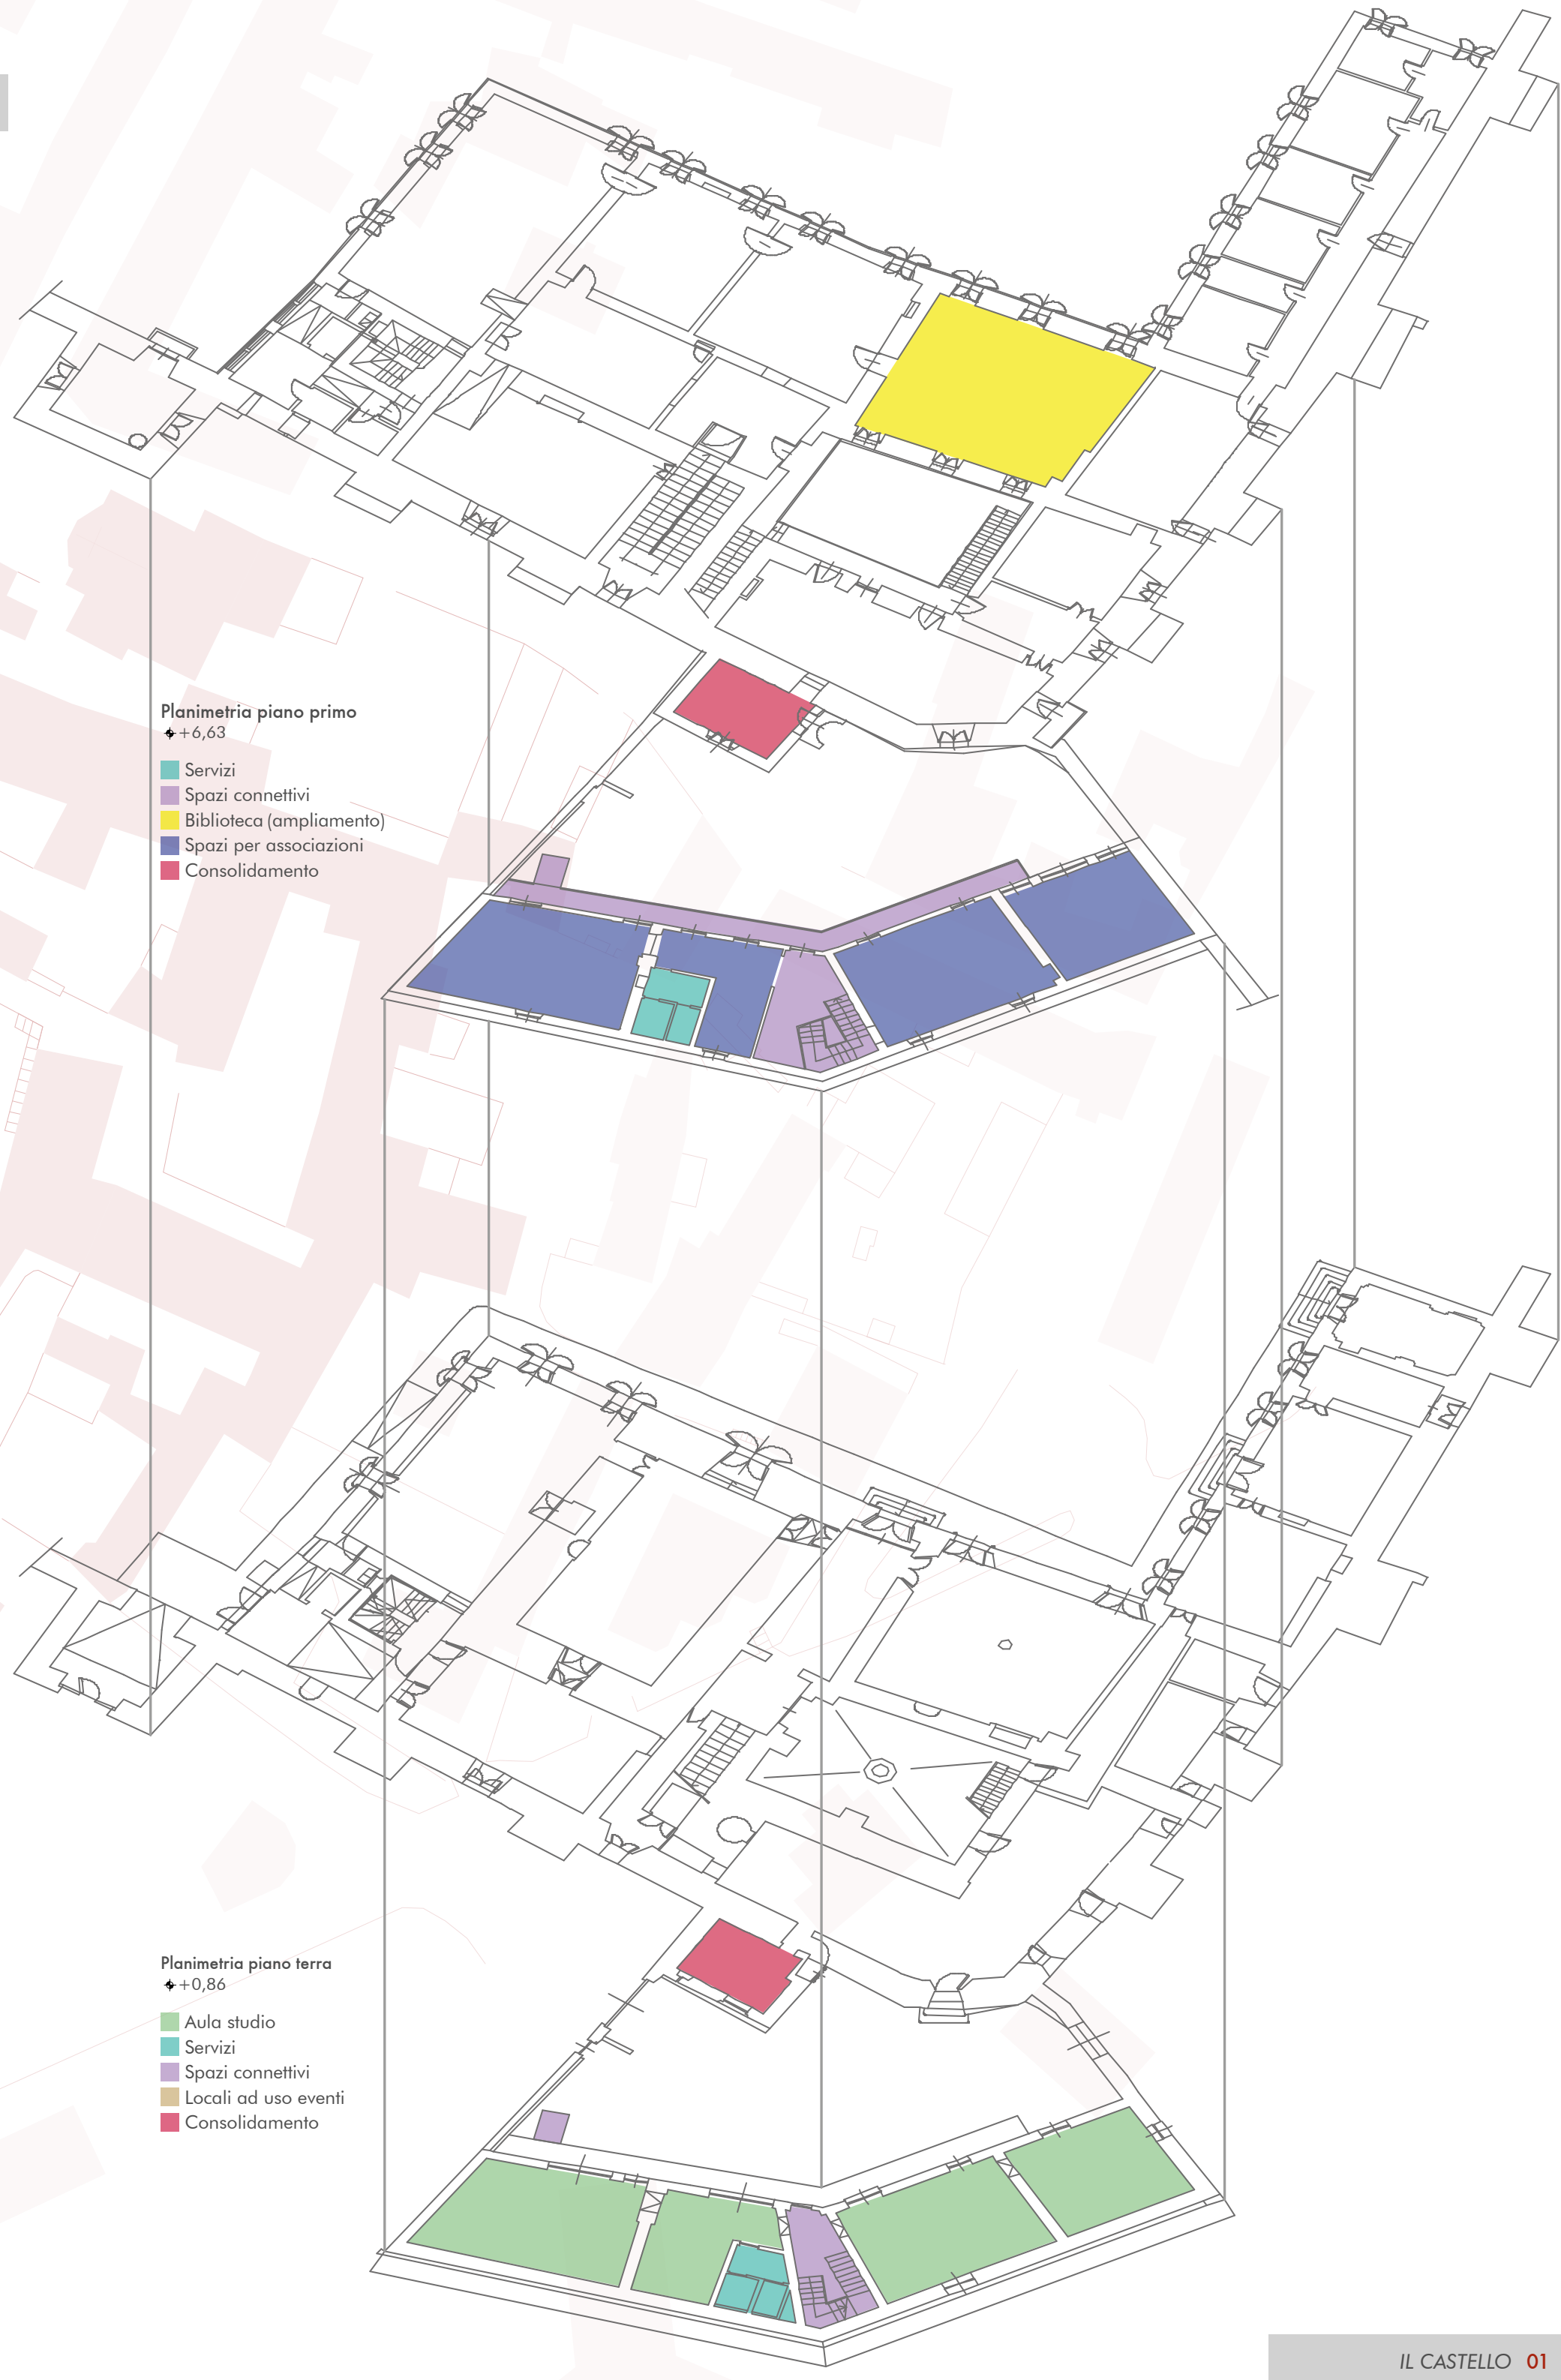 Planimetria piano primo
+6,63
Servizi
Spazi connettivi
Biblioteca (ampliamento)
Spazi per associazioni
Consolidamento
Planimetria piano terra
+0,86
Aula studio
Servizi
Spazi connettivi
Locali ad uso eventi
Consolidamento
IL CASTELLO 01